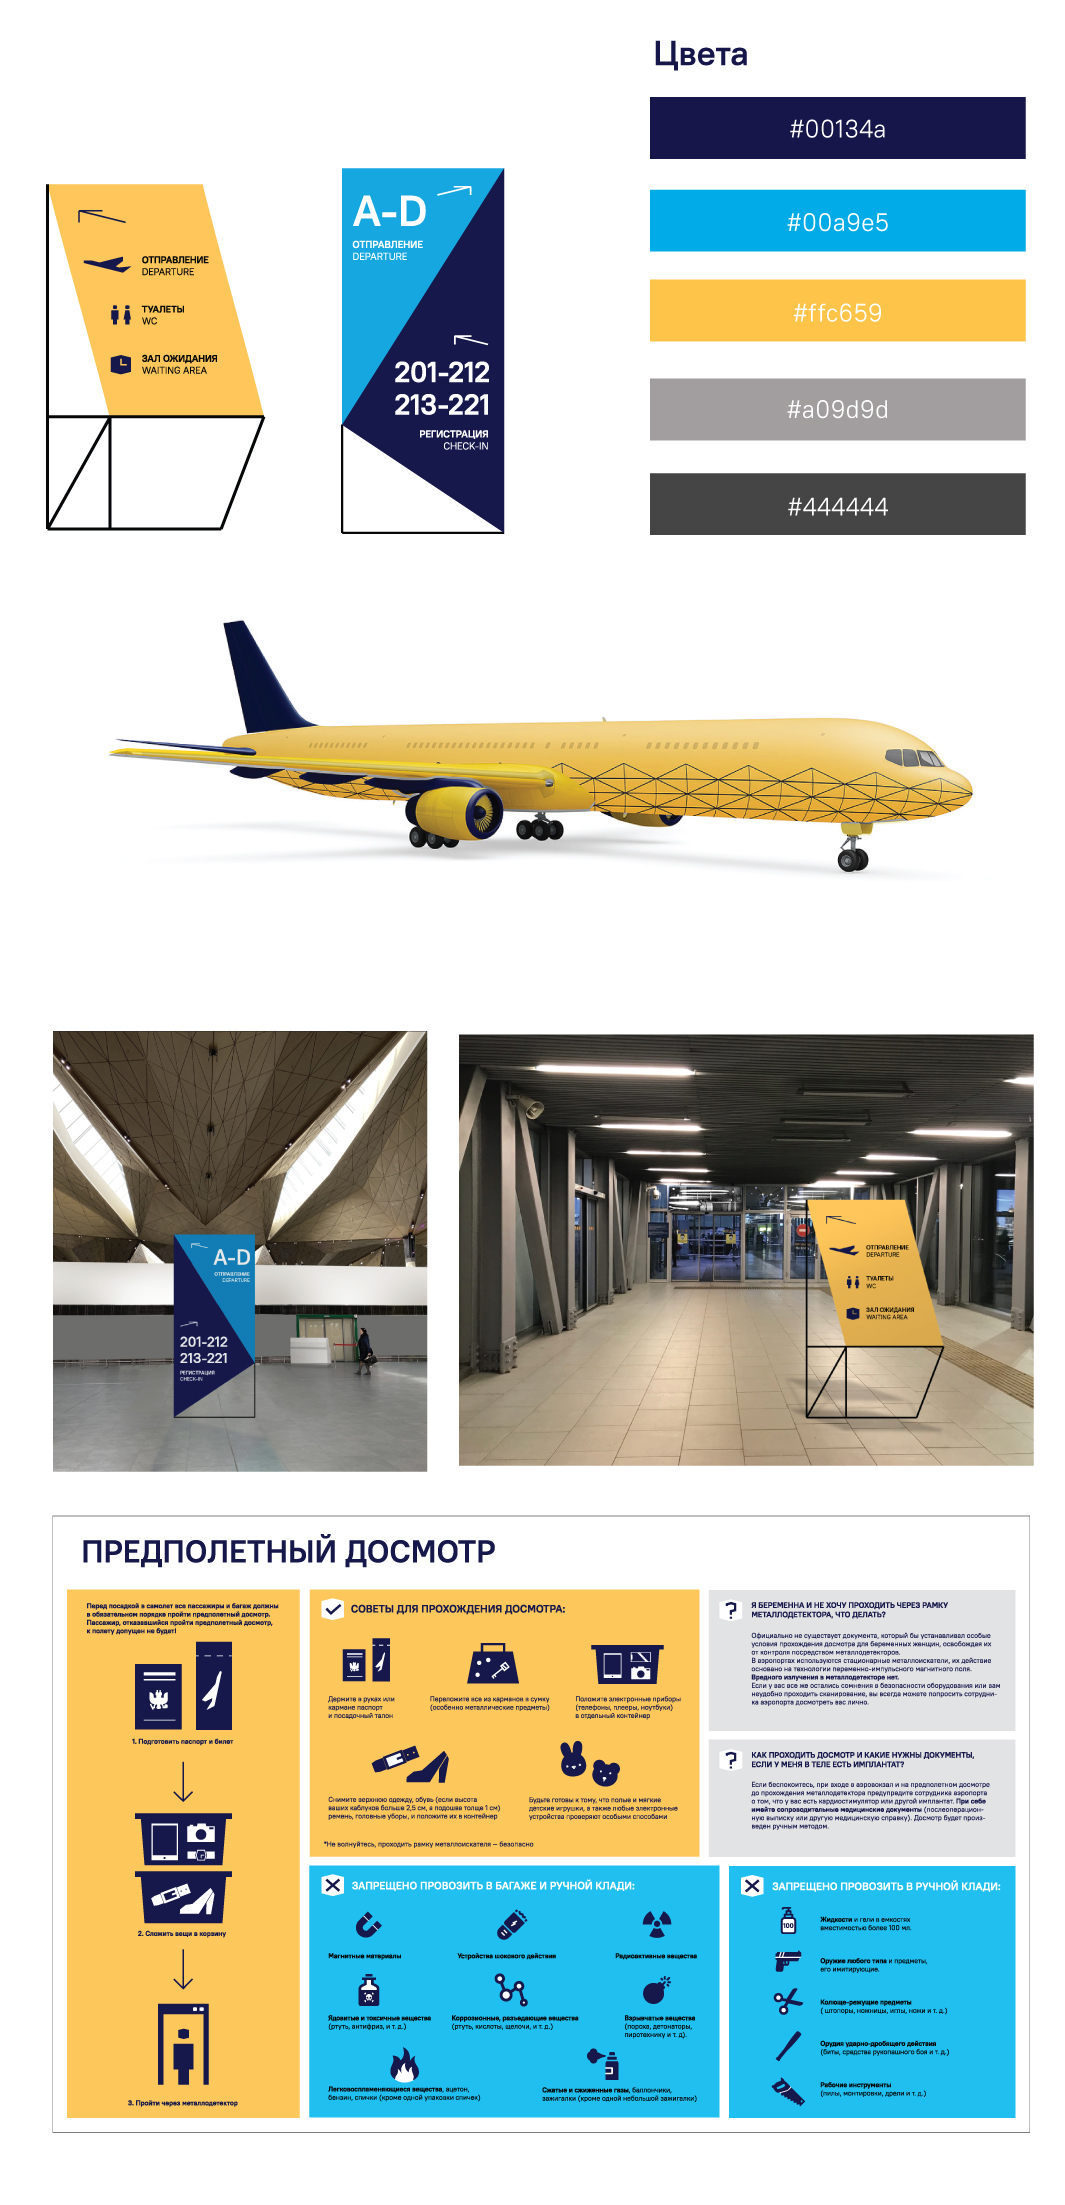 Цвета
#00134a
#00a9e5
#ffc659
#a09d9d
#444444
ОТПРАВЛЕНИЕ
DEPARTURE
ТУАЛЕТЫ
WC
ЗАЛ ОЖИДАНИЯ
WAITING AREA
A-D
ОТПРАВЛЕНИЕ
DEPARTURE
201-212
213-221
РЕГИСТРАЦИЯ
CHECK-IN
A-D
ОТПРАВЛЕНИЕ
DEPARTURE
201-212
213-221
РЕГИСТРАЦИЯ
CHECK-IN
ОТПРАВЛЕНИЕ
DEPARTURE
ТУАЛЕТЫ
WC
ЗАЛ ОЖИДАНИЯ
WAITING AREA
ПРЕДПОЛЕТНЫЙ ДОСМОТР
Перед посадкой в самолет все пассажиры и багаж должны
в обязательном порядке пройти предполетный досмотр.
Пассажир, отказавшийся пройти предполетный досмотр,
к полету допущен не будет!
1. Подготовить паспорт и билет
2. Сложить вещи в корзину
3. Пройти через металлодетектор
СОВЕТЫ ДЛЯ ПРОХОЖДЕНИЯ ДОСМОТРА:
Держите в руках или
кармане паспорт
и посадочный талон
Переложите все из карманов в сумку
(особенно металлические предметы)
Положите электронные приборы
(телефоны, плееры, ноутбуки)
в отдельный контейнер
Снимите верхнюю одежду, обувь (если высота
ваших каблуков больше 2,5 см, а подошве толще 1 см)
ремень, головные уборы, и положите их в контейнер
Будьте готовы к тому, что полые и мягкие
детские игрушки, а также любые электронные
устройства проверяют особыми способами
*Не волнуйтесь, проходить рамку металлоискателя — безопасно
?
Я БЕРЕМЕННА И НЕ ХОЧУ ПРОХОДИТЬ ЧЕРЕЗ РАМКУ
МЕТАЛЛОДЕТЕКТОРА, ЧТО ДЕЛАТЬ?
Официально не существует документа, который бы устанавливал особые
условия прохождения досмотра для беременных женщин, освобождая их
от контроля посредством металлодетекторов.
В аэропортах используются стационарные металлоискатели, их действие
основано на технологии переменно-импульсного магнитного поля.
Вредного излучения в металлодетекторе нет.
Если у вас все же остались сомнения в безопасности оборудования или вам
неудобно проходить сканирование, вы всегда можете попросить сотрудни-
ка аэропорта досмотреть вас лично.
?
КАК ПРОХОДИТЬ ДОСМОТР И КАКИЕ НУЖНЫ ДОКУМЕНТЫ,
ЕСЛИ У МЕНЯ В ТЕЛЕ ЕСТЬ ИМПЛАНТАТ?
Если беспокоитесь, при входе в аэровокзал и на предполетном досмотре
до прохождения металлодетектора предупредите сотрудника аэропорта
о том, что у вас есть кардиостимулятор или другой имплантат. При себе
имейте сопроводительные медицинские документы (послеоперацион-
ную выписку или другую медицинскую справку). Досмотр будет произ-
веден ручным методом.
ЗАПРЕЩЕНО ПРОВОЗИТЬ В БАГАЖЕ И РУЧНОЙ КЛАДИ:
Магнитные материалы
Устройства шокового действия
Радиоактивные вещества
Ядовитые и токсичные вещества
(ртуть, антифриз, и т. д.)
Коррозионные, разъедающие вещества
(ртуть, кислоты, щелочи, и т. д.)
Взрывчатые вещества
(пороха, детонаторы,
пиротехнику и т. д).
Легковоспламеняющиеся вещества, ацетон,
бензин, спички (кроме одной упаковки спичек)
Сжатые и сжиженные газы, баллончики,
зажигалки (кроме одной небольшой зажигалки)
ЗАПРЕЩЕНО ПРОВОЗИТЬ В РУЧНОЙ КЛАДИ:
100
Жидкости и гели в емкостях
вместимостью более 100 мл.
Оружие любого типа и предметы,
его имитирующие.
Колюще-режущие предметы
( штопоры, ножницы, иглы, ножи и т. д.)
Орудия ударно-дробящего действия
(биты, средства рукопашного боя и т. д.)
Рабочие инструменты
(пилы, монтировки, дрели и т. д.)